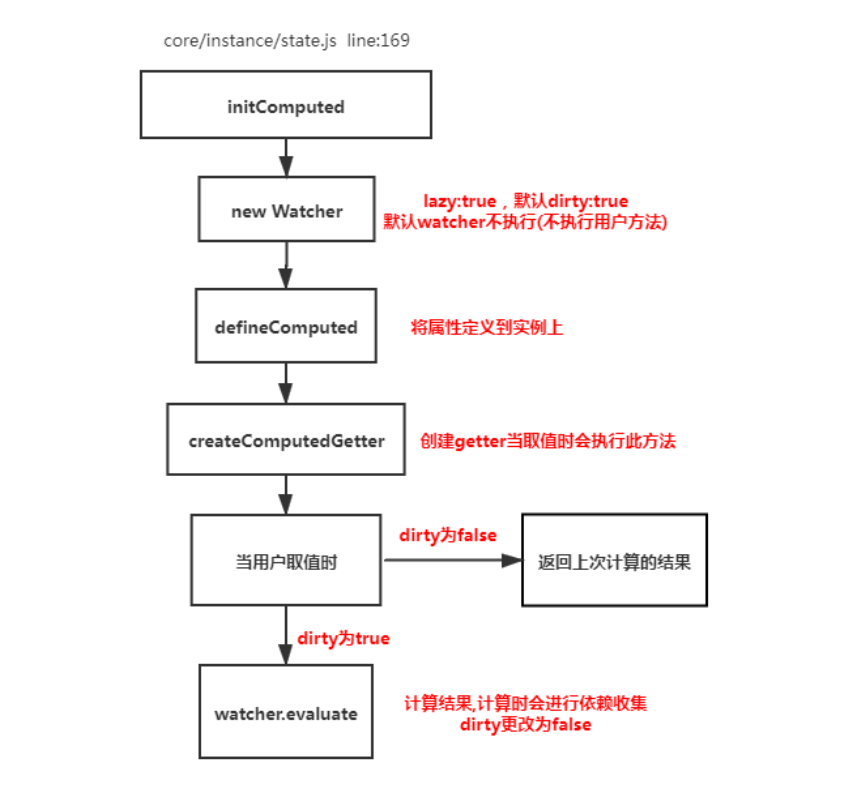 core/instance/state.js line:169
initComputed
new Watcher
lazy:true，默认dirty:true
默认watcher不执行(不执行用户方法)
defineComputed
将属性定义到实例上
createComputedGetter
创建getter当取值时会执行此方法
当用户取值时
dirty为false
返回上次计算的结果
dirty为true
watcher.evaluate
计算结果,计算时会进行依赖收集
dirty更改为false